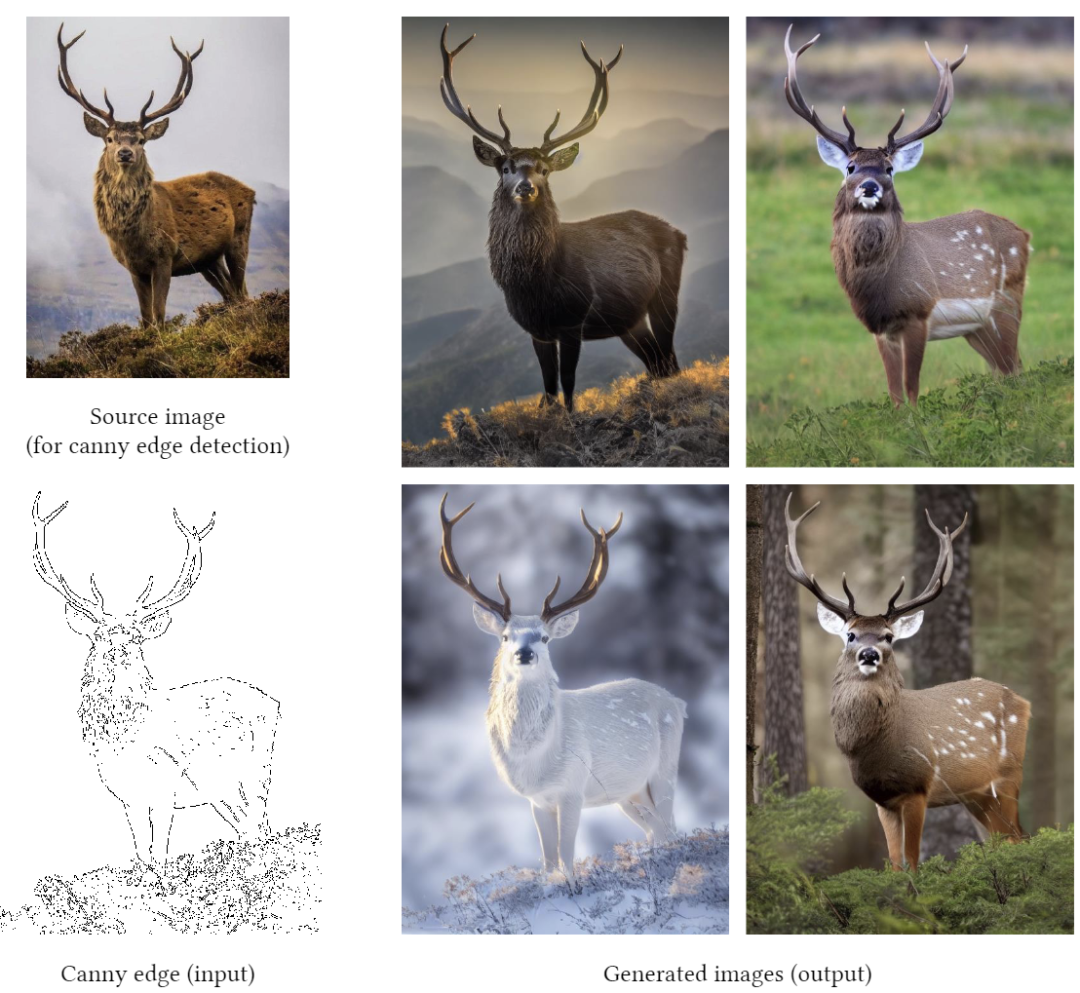 Source image
(for canny edge detection)
Canny edge (input)
Generated images (output)